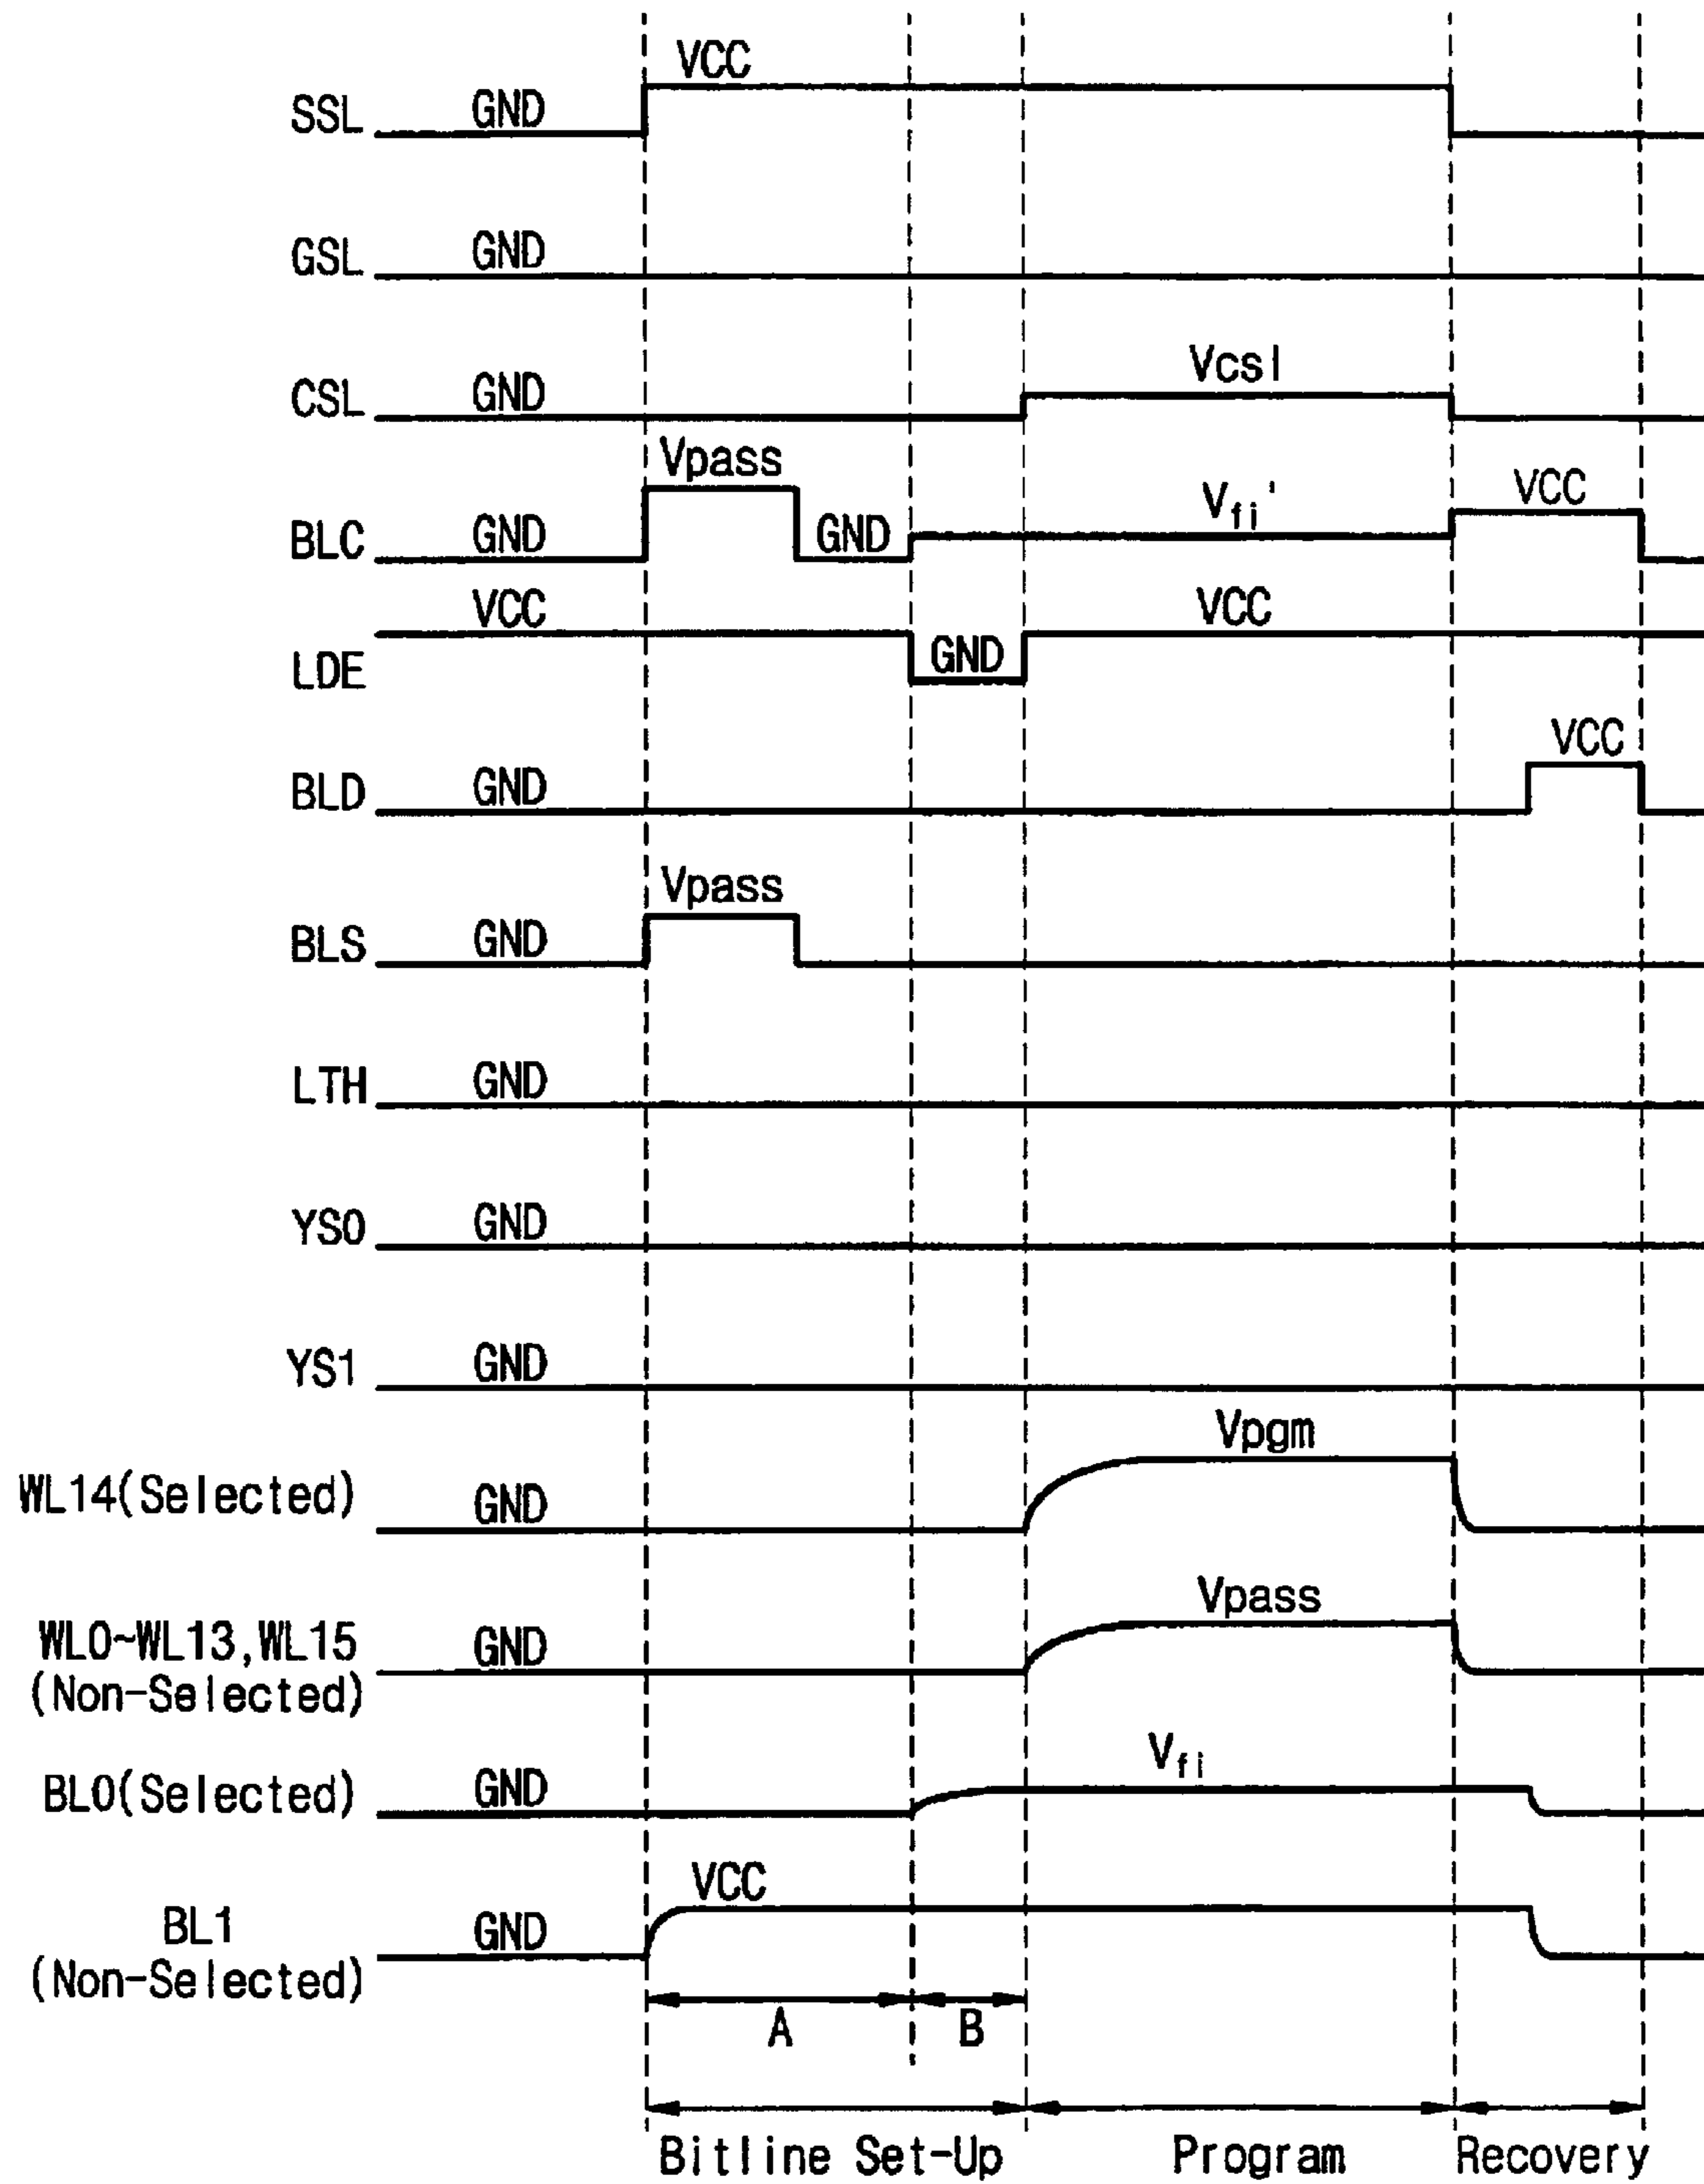 VCC
SSL GND
GSL GND
Vcsl
CSL GND
Vpass
BLC GND GND Vfi' VCC
VCC VCC
LDE GND
VCC
BLD GND
Vpass
BLS GND
LTH GND
YS0 GND
YS1 GND
Vpgm
WL14(Selected) GND
Vpass
WL0~WL13,WL15 GND
(Non-Selected)
Vfi
BL0(Selected) GND
VCC
BL1 GND
(Non-Selected)
A B
Bitline Set-Up Program Recovery